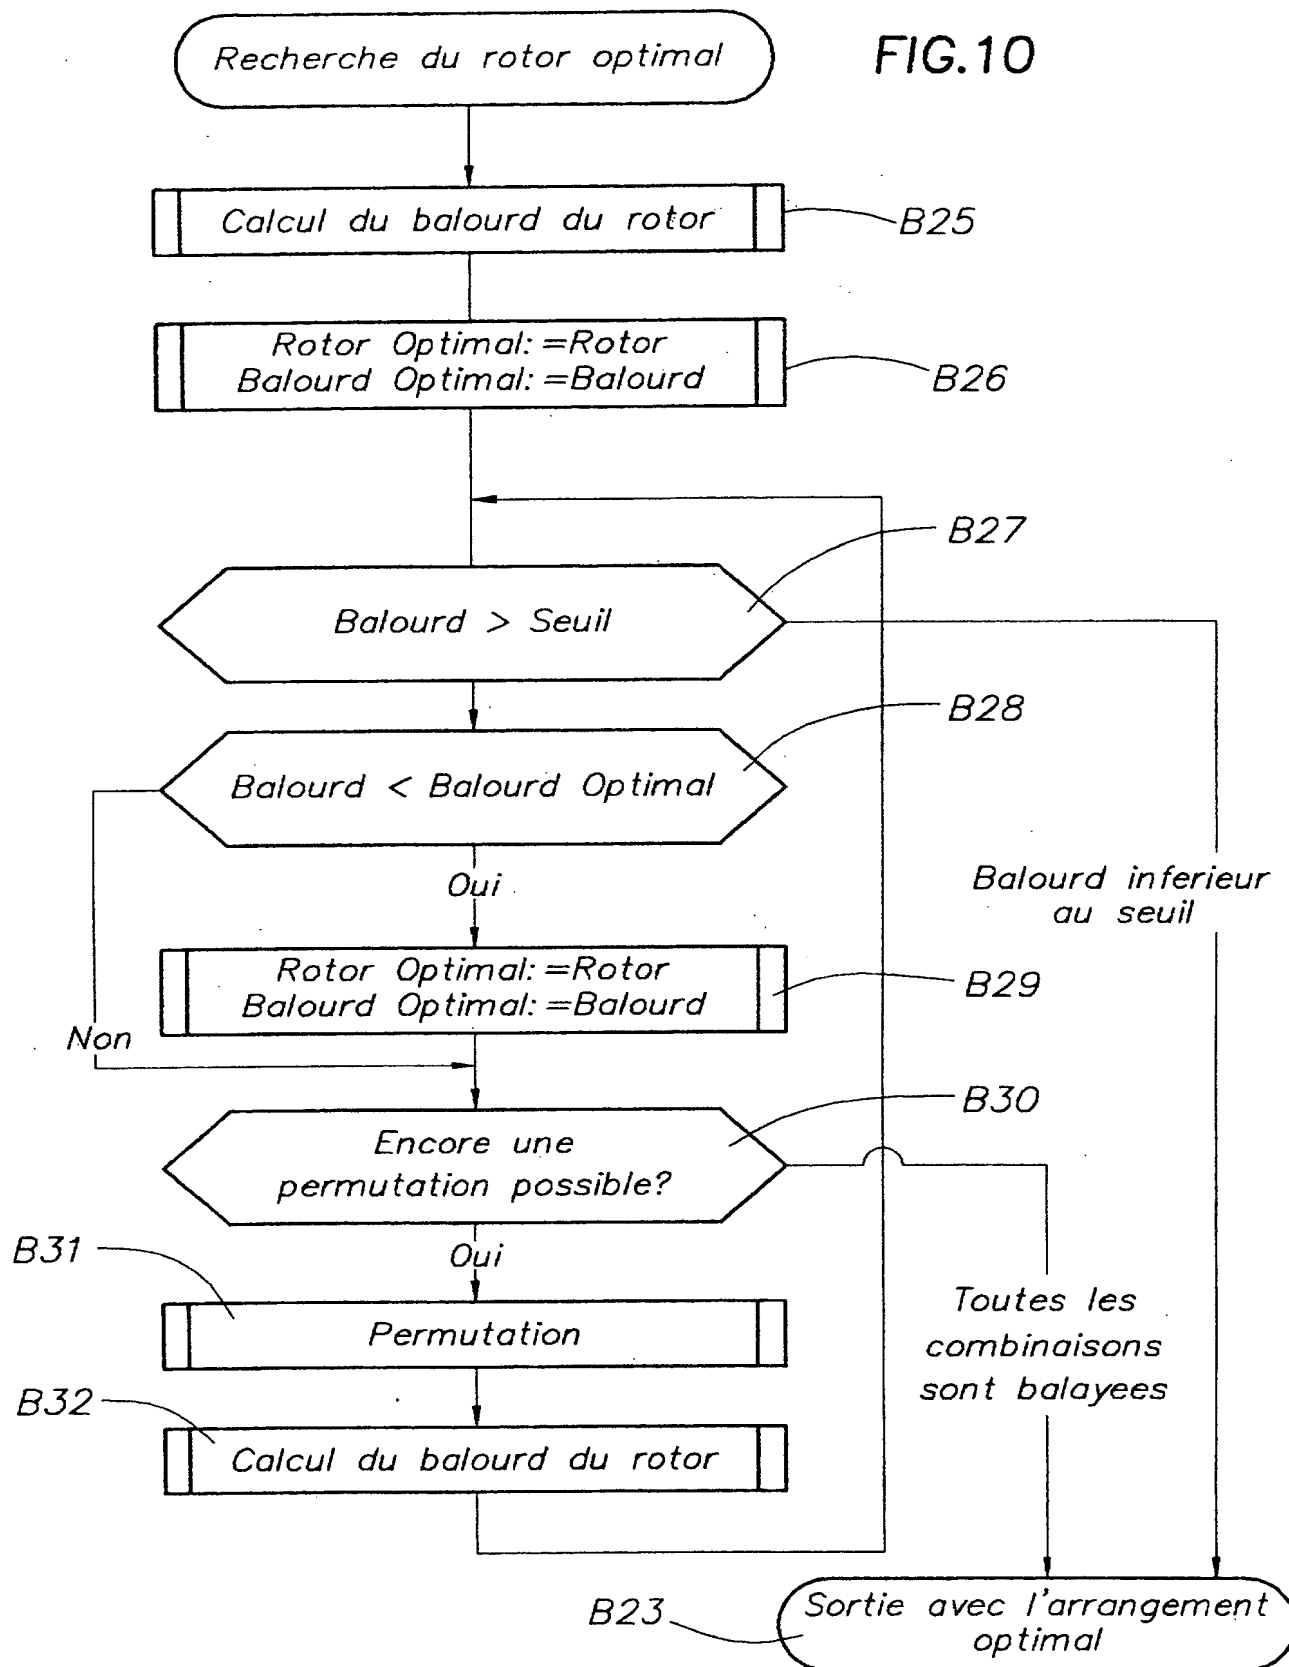 Recherche du rotor optimal
FIG.10
Calcul du balourd du rotor
B25
Rotor Optimal:=Rotor
Balourd Optimal:=Balourd
B26
B27
Balourd > Seuil
B28
Balourd < Balourd Optimal
Oui
Balourd inferieur
au seuil
Rotor Optimal:=Rotor
Balourd Optimal:=Balourd
B29
Non
B30
Encore une
permutation possible?
B31
Oui
Toutes les
combinaisons
sont balayees
Permutation
B32
Calcul du balourd du rotor
B23
Sortie avec l'arrangement
optimal